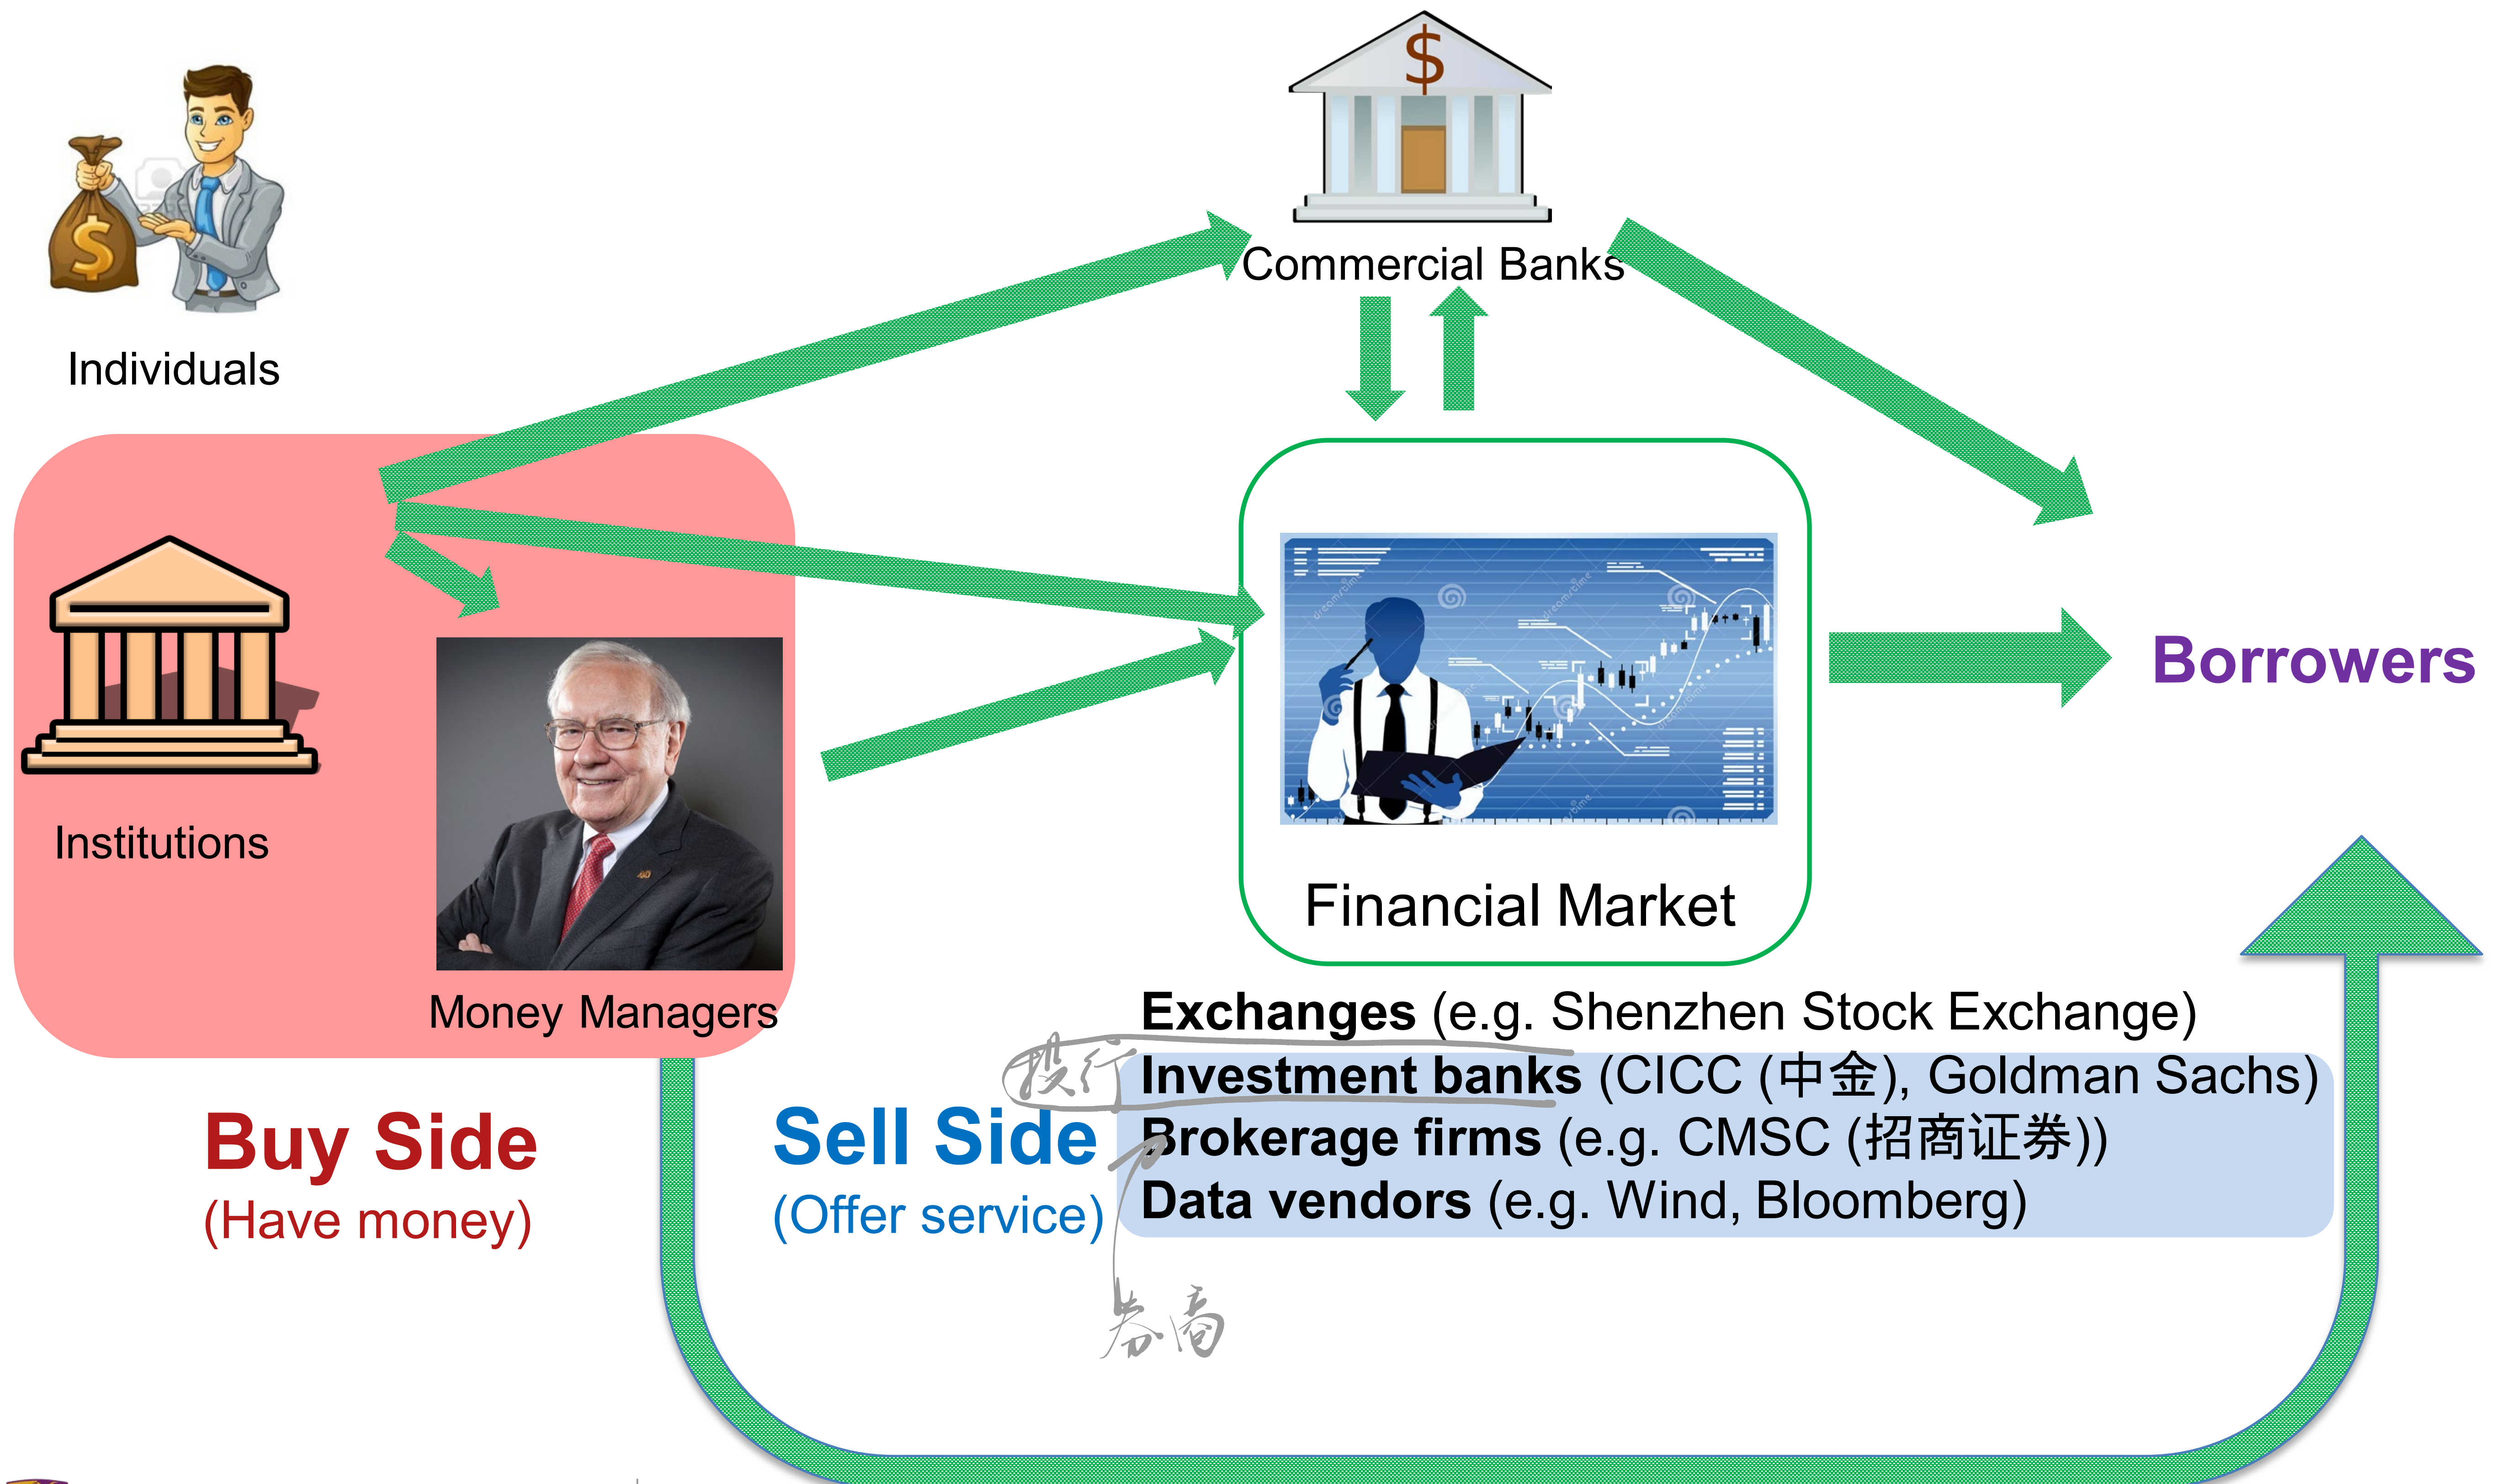 $
Commercial Banks
$
Individuals
Institutions
Money Managers
Financial Market
Borrowers
Buy Side
(Have money)
Sell Side
(Offer service)
Exchanges (e.g. Shenzhen Stock Exchange)
投行
Investment banks (CICC (中金), Goldman Sachs)
Brokerage firms (e.g. CMSC (招商证券))
Data vendors (e.g. Wind, Bloomberg)
券商